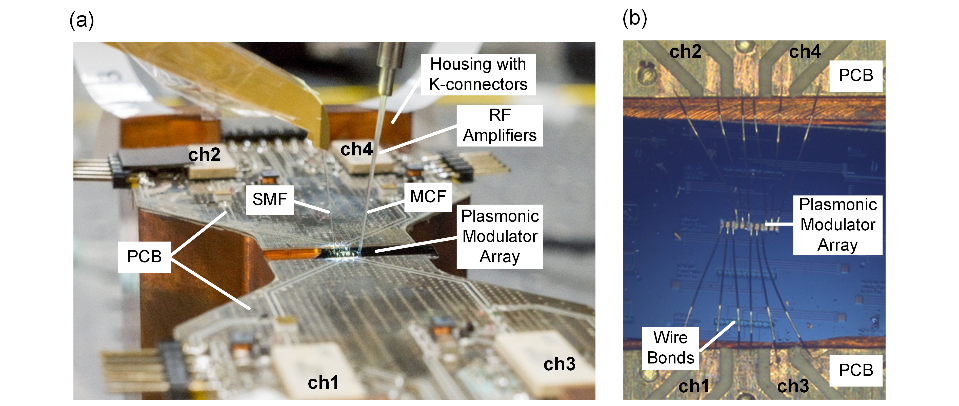 (a)
Housing with
K-connectors
RF
Amplifiers
ch2
ch4
SMF
MCF
Plasmonic
Modulator
Array
PCB
ch1
ch3
(b)
ch2
ch4
PCB
Plasmonic
Modulator
Array
Wire
Bonds
ch1
ch3
PCB